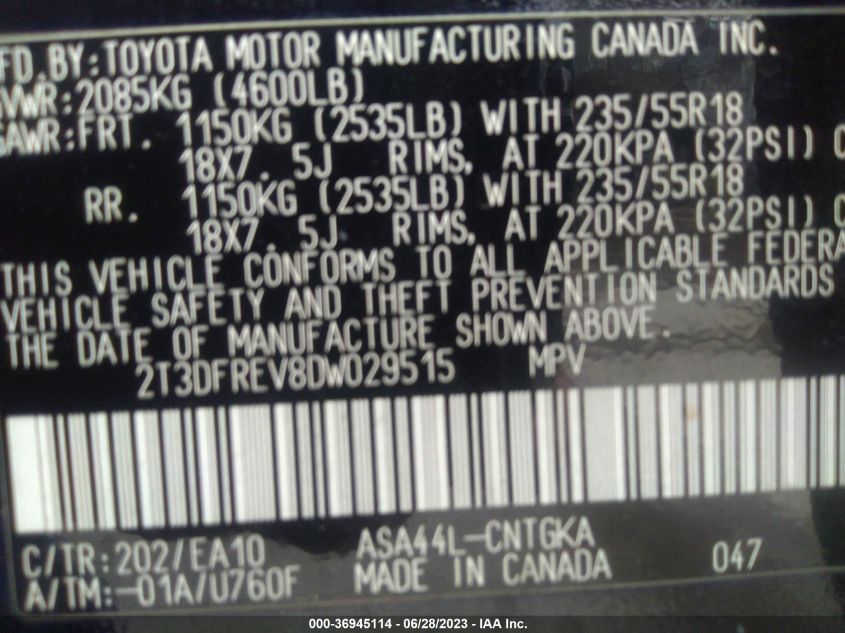 FD.BY:TOYOTA MOTOR MANUFACTURING CANADA INC.
VWR:2085KG (4600LB)
GAWR:FRT. 1150KG (2535LB) WITH 235/55R18
18X7. 5J RIMS, AT 220KPA (32PSI) C
RR. 1150KG (2535LB) WITH 235/55R18
18X7. 5J RIMS, AT 220KPA (32PSI) C
THIS VEHICLE CONFORMS TO ALL APPLICABLE FEDERA
VEHICLE SAFETY AND THEFT PREVENTION STANDARDS
THE DATE OF MANUFACTURE SHOWN ABOVE.
2T3DFREV8DW029515 MPV
C/TR:202/EA10 ASA44L-CNTGKA 047
A/TM:-01A/U760F MADE IN CANADA
000-36945114 - 06/28/2023 - IAA Inc.